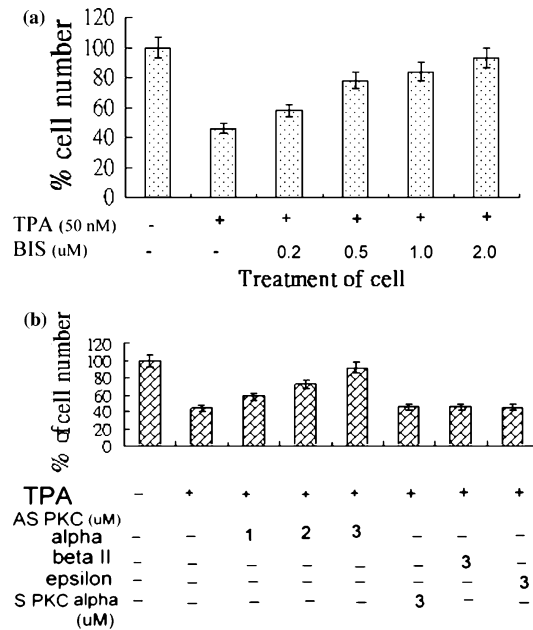 (a)
% cell number
120
100
80
60
40
20
0
TPA (50 nM) - + + + + +
BIS (uM) - - 0.2 0.5 1.0 2.0
Treatment of cell
(b)
% of cell number
120
100
80
60
40
20
0
TPA – + + + + + + +
AS PKC (uM)
alpha – – 1 2 3 – – –
beta II – – – – – – 3 –
epsilon – – – – – – – 3
S PKC alpha – – – – – 3 – –
(uM)